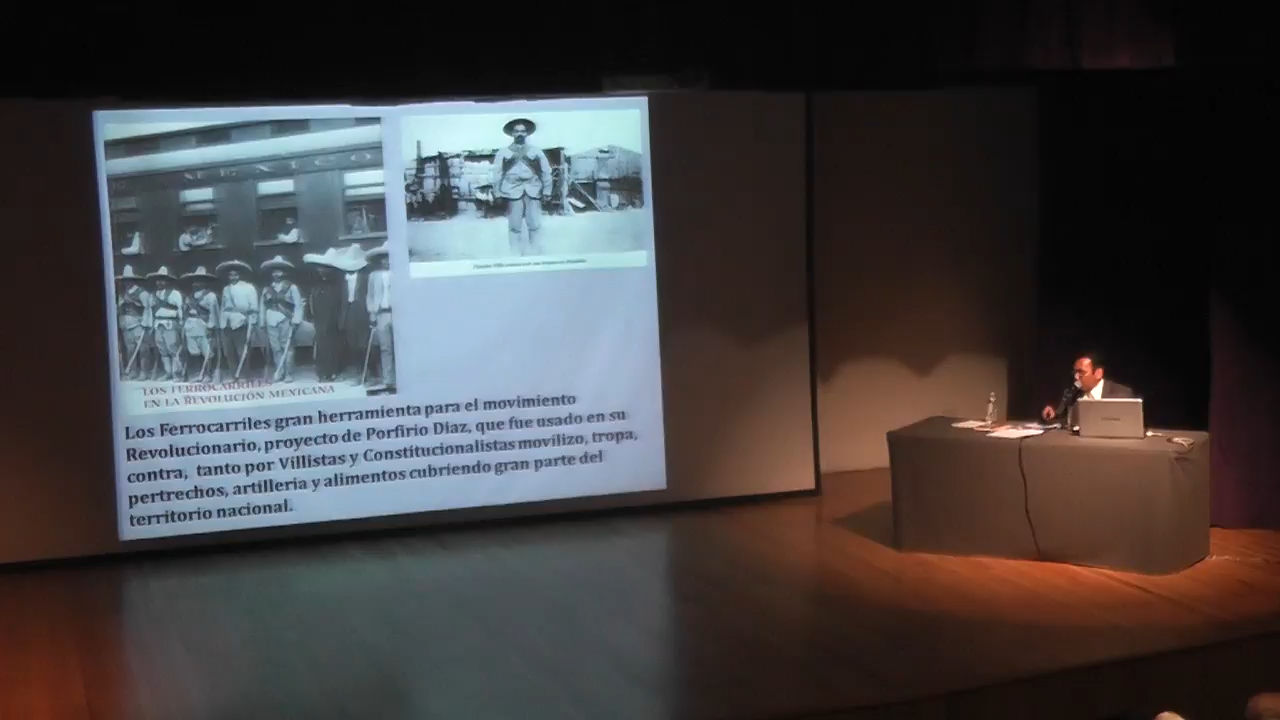 MEXICO
LOS FERROCARRILES
EN LA REVOLUCIÓN MEXICANA
Los Ferrocarriles gran herramienta para el movimiento
Revolucionario, proyecto de Porfirio Diaz, que fue usado en su
contra, tanto por Villistas y Constitucionalistas movilizo, tropa,
pertrechos, artilleria y alimentos cubriendo gran parte del
territorio nacional.